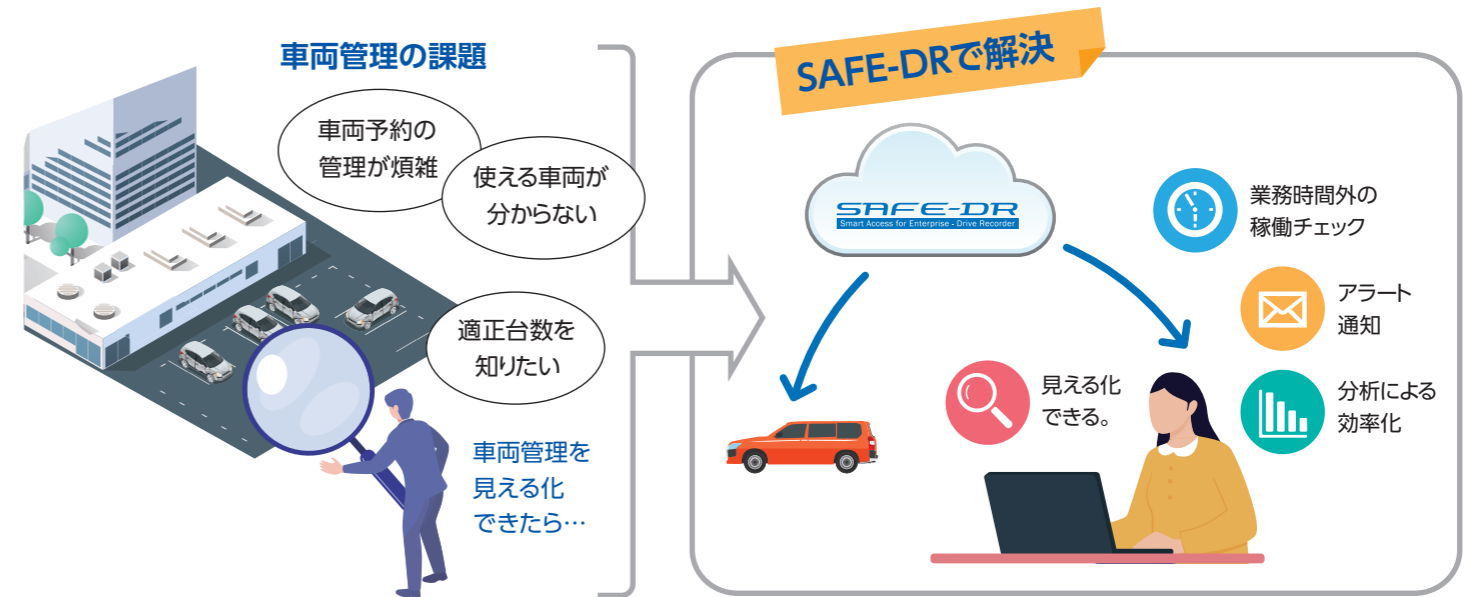 車両管理の課題
車両予約の
管理が煩雑
使える車両が
分からない
適正台数を
知りたい
車両管理を
見える化
できたら…
SAFE-DRで解決
SAFE-DR
Smart Access for Enterprise - Drive Recorder
業務時間外の
稼働チェック
アラート
通知
見える化
できる。
分析による
効率化